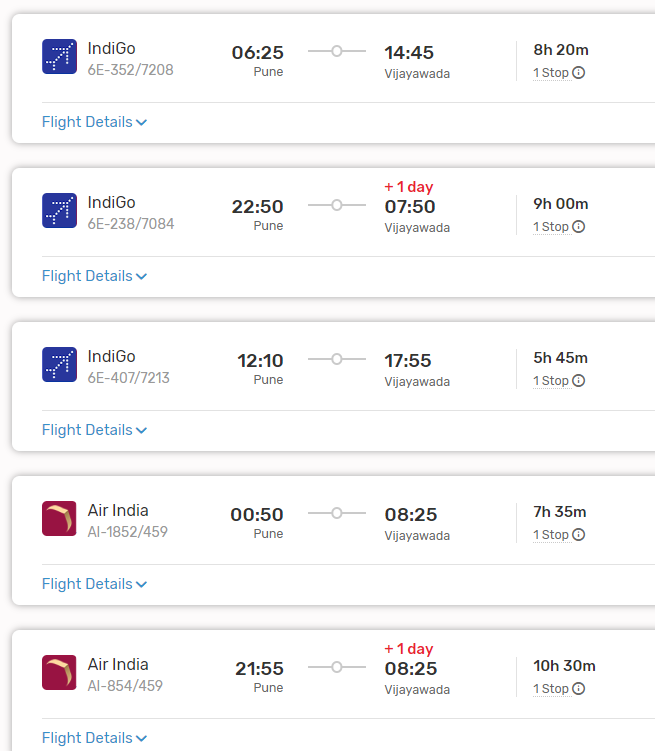 IndiGo
6E-352/7208
06:25
Pune
14:45
Vijayawada
8h 20m
1 Stop
Flight Details
IndiGo
6E-238/7084
22:50
Pune
+ 1 day
07:50
Vijayawada
9h 00m
1 Stop
Flight Details
IndiGo
6E-407/7213
12:10
Pune
17:55
Vijayawada
5h 45m
1 Stop
Flight Details
Air India
AI-1852/459
00:50
Pune
08:25
Vijayawada
7h 35m
1 Stop
Flight Details
Air India
AI-854/459
21:55
Pune
+ 1 day
08:25
Vijayawada
10h 30m
1 Stop
Flight Details